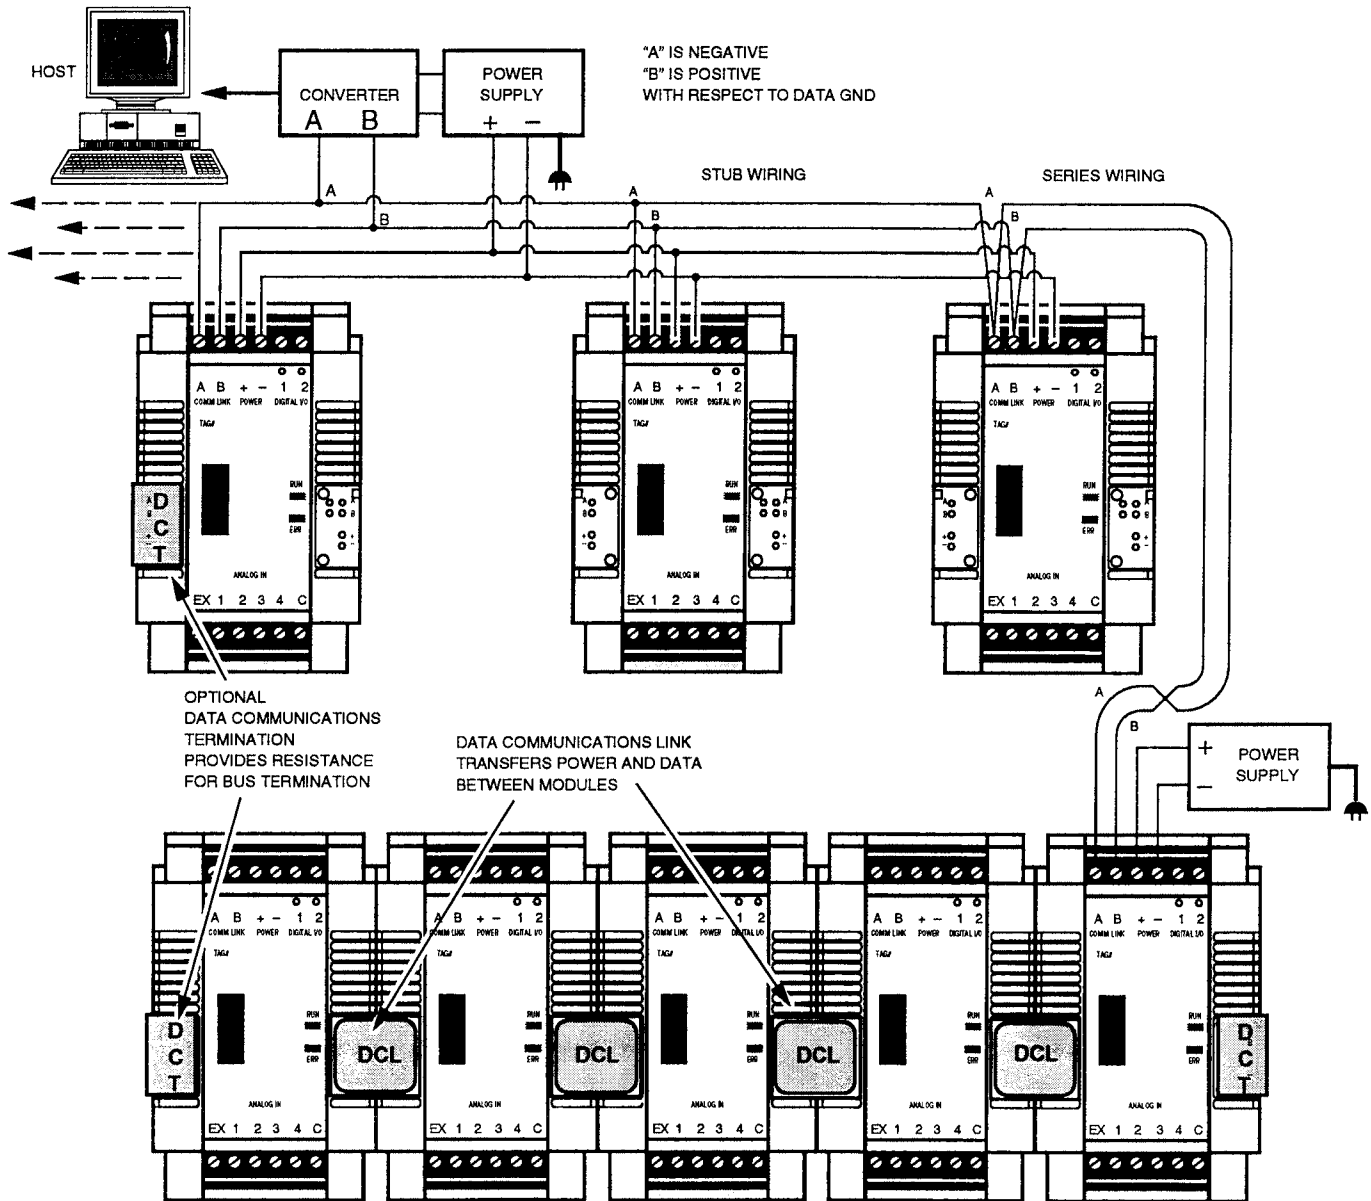 HOST
CONVERTER
A B
POWER
SUPPLY
+ −
"A" IS NEGATIVE
"B" IS POSITIVE
WITH RESPECT TO DATA GND
STUB WIRING
SERIES WIRING
A
B
A
B
A
B
A B + − 1 2
COMM LINK POWER DIGITAL I/O
TAG#
RUN
ERR
A
B
+
−
DCT
A
B
+
−
ANALOG IN
EX 1 2 3 4 C
A B + − 1 2
COMM LINK POWER DIGITAL I/O
TAG#
RUN
ERR
A
B
+
−
A
B
+
−
ANALOG IN
EX 1 2 3 4 C
A B + − 1 2
COMM LINK POWER DIGITAL I/O
TAG#
RUN
ERR
A
B
+
−
A
B
+
−
ANALOG IN
EX 1 2 3 4 C
OPTIONAL
DATA COMMUNICATIONS
TERMINATION
PROVIDES RESISTANCE
FOR BUS TERMINATION
DATA COMMUNICATIONS LINK
TRANSFERS POWER AND DATA
BETWEEN MODULES
A
B
+
−
POWER
SUPPLY
A B + − 1 2
COMM LINK POWER DIGITAL I/O
TAG#
RUN
ERR
DCT
ANALOG IN
EX 1 2 3 4 C
DCL
A B + − 1 2
COMM LINK POWER DIGITAL I/O
TAG#
RUN
ERR
ANALOG IN
EX 1 2 3 4 C
DCL
A B + − 1 2
COMM LINK POWER DIGITAL I/O
TAG#
RUN
ERR
ANALOG IN
EX 1 2 3 4 C
DCL
A B + − 1 2
COMM LINK POWER DIGITAL I/O
TAG#
RUN
ERR
ANALOG IN
EX 1 2 3 4 C
DCL
A B + − 1 2
COMM LINK POWER DIGITAL I/O
TAG#
RUN
ERR
ANALOG IN
EX 1 2 3 4 C
DCT